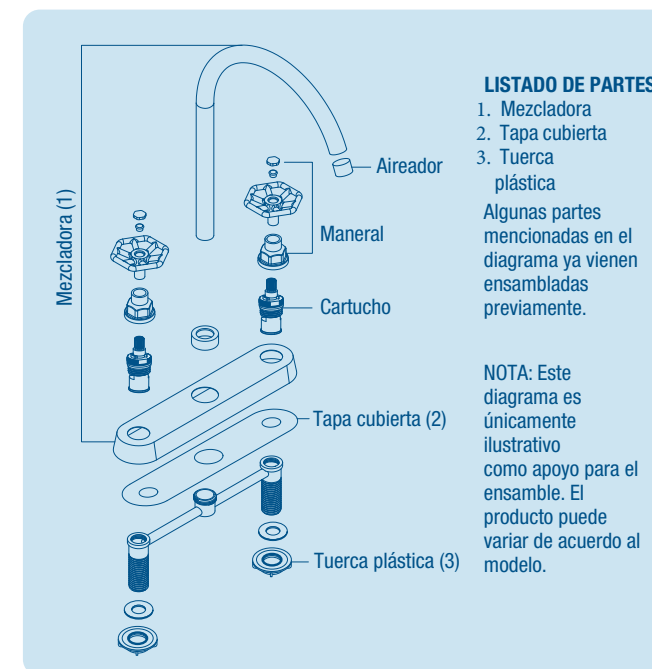 Mezcladora (1)
Aireador
Maneral
Cartucho
Tapa cubierta (2)
Tuerca plástica (3)
LISTADO DE PARTES
1. Mezcladora
2. Tapa cubierta
3. Tuerca
plástica
Algunas partes
mencionadas en el
diagrama ya vienen
ensambladas
previamente.
NOTA: Este
diagrama es
únicamente
ilustrativo
como apoyo para el
ensamble. El
producto puede
variar de acuerdo al
modelo.